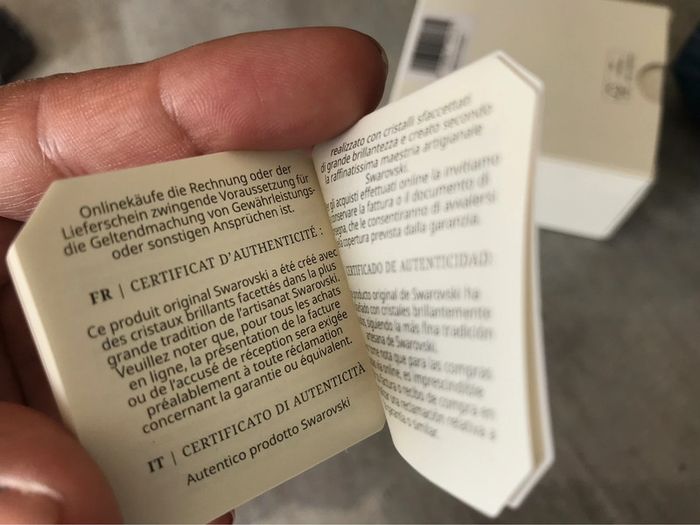 Onlinekäufe die Rechnung oder der
Lieferschein zwingende Voraussetzung für
die Geltendmachung von Gewährleistungs-
oder sonstigen Ansprüchen ist.
FR | CERTIFICAT D'AUTHENTICITÉ :
Ce produit original Swarovski a été créé avec
des cristaux brillants facettés dans la plus
grande tradition de l'artisanat Swarovski.
Veuillez noter que, pour tous les achats
en ligne, la présentation de la facture
ou de l'accusé de réception sera exigée
préalablement à toute réclamation
concernant la garantie ou équivalent.
IT | CERTIFICATO DI AUTENTICITÀ
Autentico prodotto Swarovski
realizzato con cristalli sfaccettati
di grande brillantezza e creato secondo
la raffinatissima maestria artigianale
Swarovski.
gli acquisti effettuati online la invitiamo
conservare la fattura o il documento di
che le consentiranno di avvalersi
copertura prevista dalla garanzia.
DE AUTENTICIDAD:
original de Swarovski ha
con cristales brillantemente
siguiendo la más fina tradición
de Swarovski.
nota que para las compras
online, es imprescindible
factura o recibo de compra en
una reclamación relativa a
o similar.